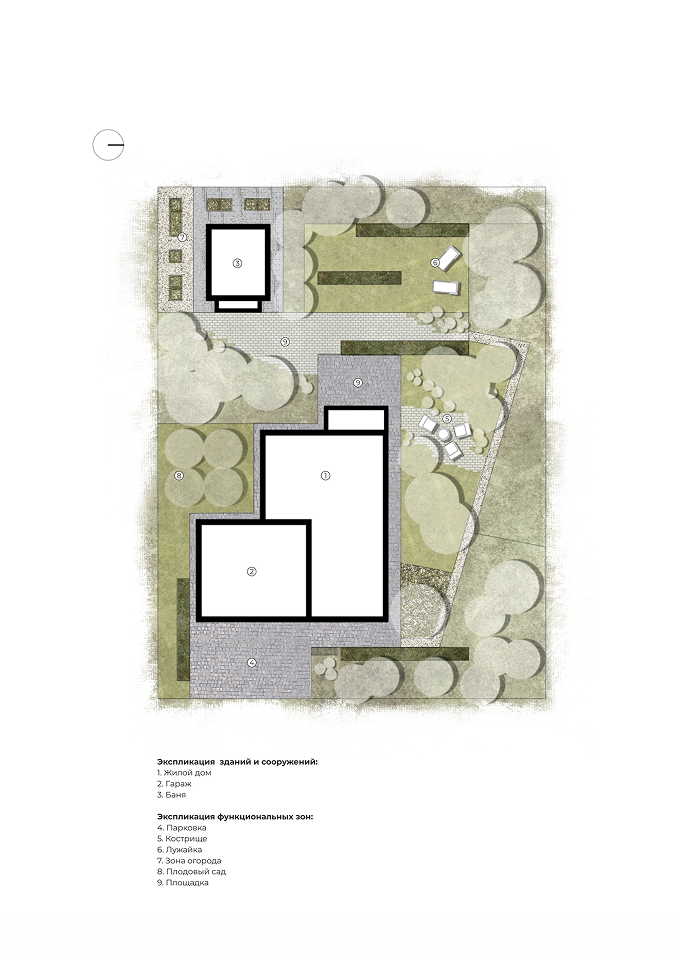 7
3
6
9
9
5
1
8
2
4
Экспликация зданий и сооружений:
1. Жилой дом
2. Гараж
3. Баня
Экспликация функциональных зон:
4. Парковка
5. Кострище
6. Лужайка
7. Зона огорода
8. Плодовый сад
9. Площадка